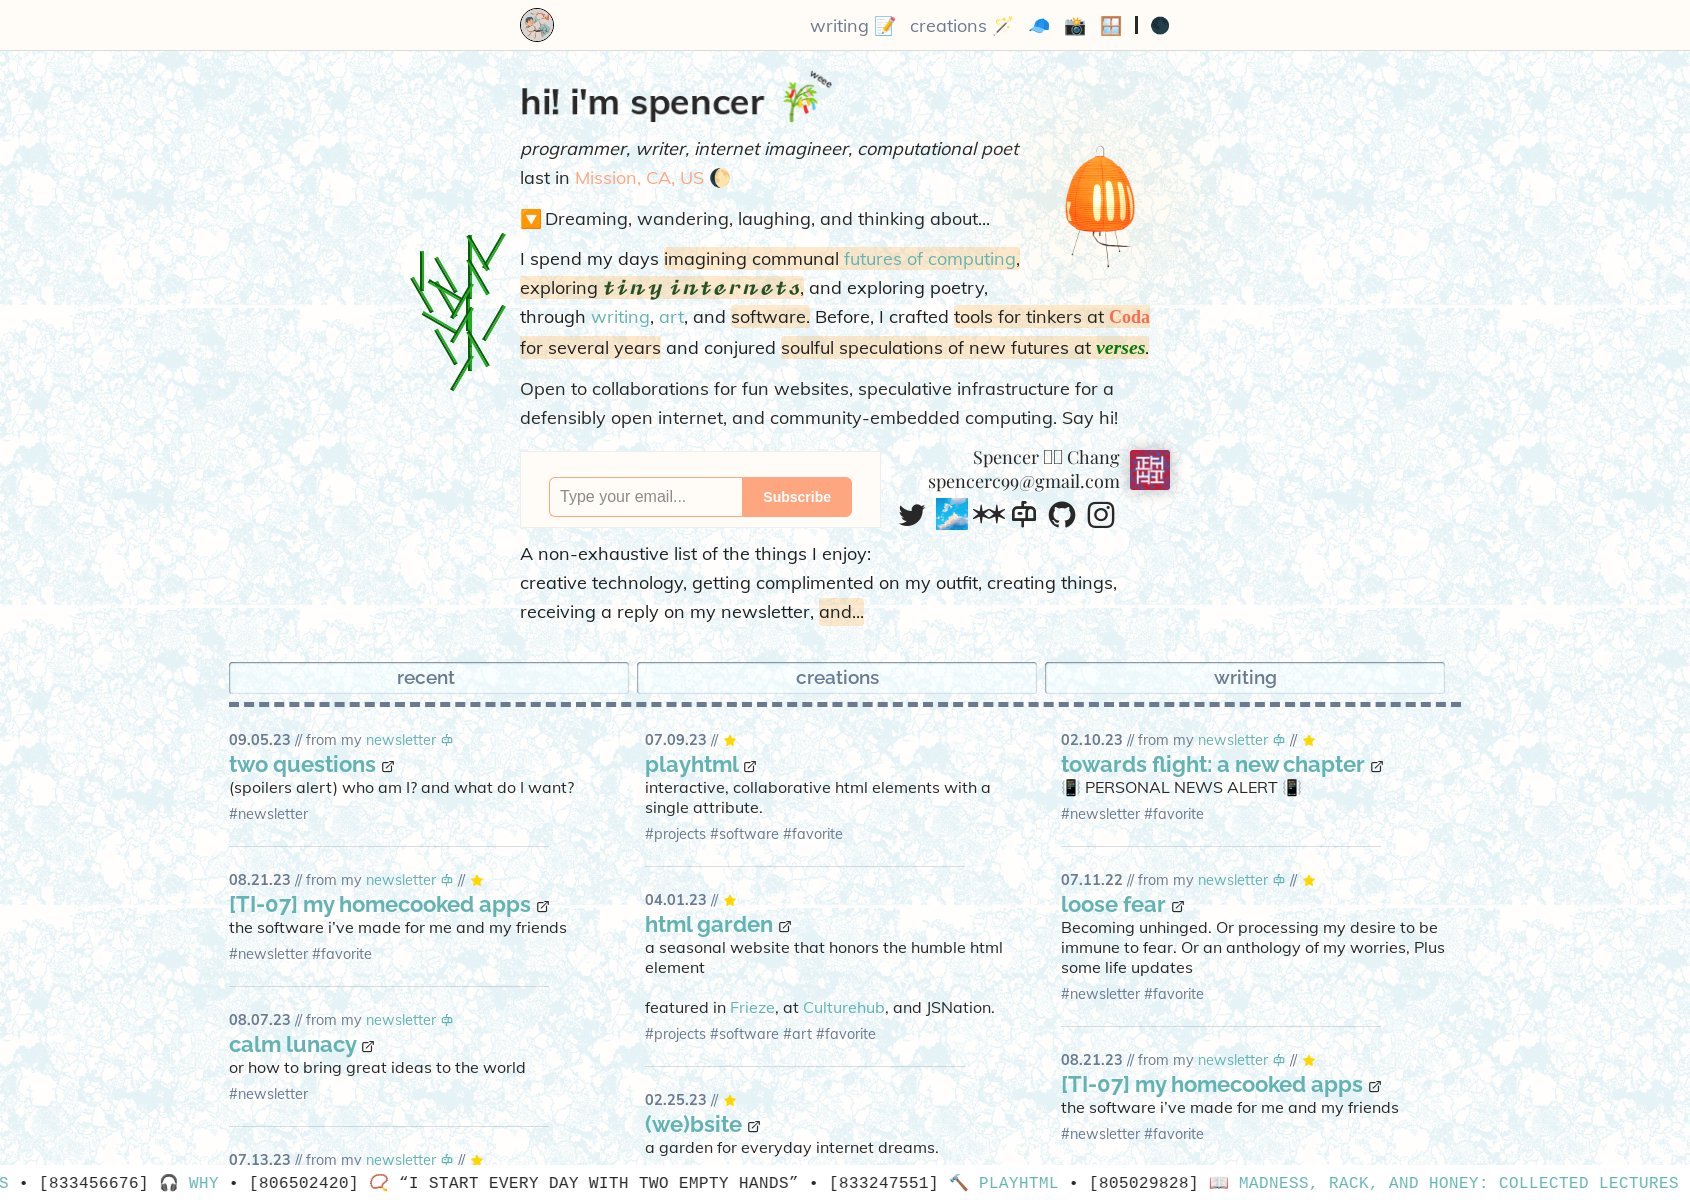 writing 📝 creations 🪄 🧢 📸 🪟 | 🌑
hi! i'm spencer 🎋 weee
programmer, writer, internet imagineer, computational poet
last in Mission, CA, US 🌔
🔽 Dreaming, wandering, laughing, and thinking about...
I spend my days imagining communal futures of computing,
exploring tiny internets, and exploring poetry,
through writing, art, and software. Before, I crafted tools for tinkers at Coda
for several years and conjured soulful speculations of new futures at verses.
Open to collaborations for fun websites, speculative infrastructure for a
defensibly open internet, and community-embedded computing. Say hi!
Type your email...
Subscribe
Spencer Chang
spencerc99@gmail.com
A non-exhaustive list of the things I enjoy:
creative technology, getting complimented on my outfit, creating things,
receiving a reply on my newsletter, and...
recent
creations
writing
09.05.23 // from my newsletter
two questions
(spoilers alert) who am I? and what do I want?
#newsletter
08.21.23 // from my newsletter // ⭐
[TI-07] my homecooked apps
the software i've made for me and my friends
#newsletter #favorite
08.07.23 // from my newsletter
calm lunacy
or how to bring great ideas to the world
#newsletter
07.13.23 // from my newsletter // ⭐
07.09.23 // ⭐
playhtml
interactive, collaborative html elements with a
single attribute.
#projects #software #favorite
04.01.23 // ⭐
html garden
a seasonal website that honors the humble html
element
featured in Frieze, at Culturehub, and JSNation.
#projects #software #art #favorite
02.25.23 // ⭐
(we)bsite
a garden for everyday internet dreams.
02.10.23 // from my newsletter // ⭐
towards flight: a new chapter
📳 PERSONAL NEWS ALERT 📳
#newsletter #favorite
07.11.22 // from my newsletter // ⭐
loose fear
Becoming unhinged. Or processing my desire to be
immune to fear. Or an anthology of my worries, Plus
some life updates
#newsletter #favorite
08.21.23 // from my newsletter // ⭐
[TI-07] my homecooked apps
the software i've made for me and my friends
#newsletter #favorite
S • [833456676] 🎧 WHY • [806502420] 📿 “I START EVERY DAY WITH TWO EMPTY HANDS” • [833247551] 🔨 PLAYHTML • [805029828] 📖 MADNESS, RACK, AND HONEY: COLLECTED LECTURES